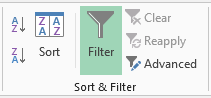 A
Z
Z A
A Z
Sort
Z
A
Filter
Clear
Reapply
Advanced
Sort & Filter